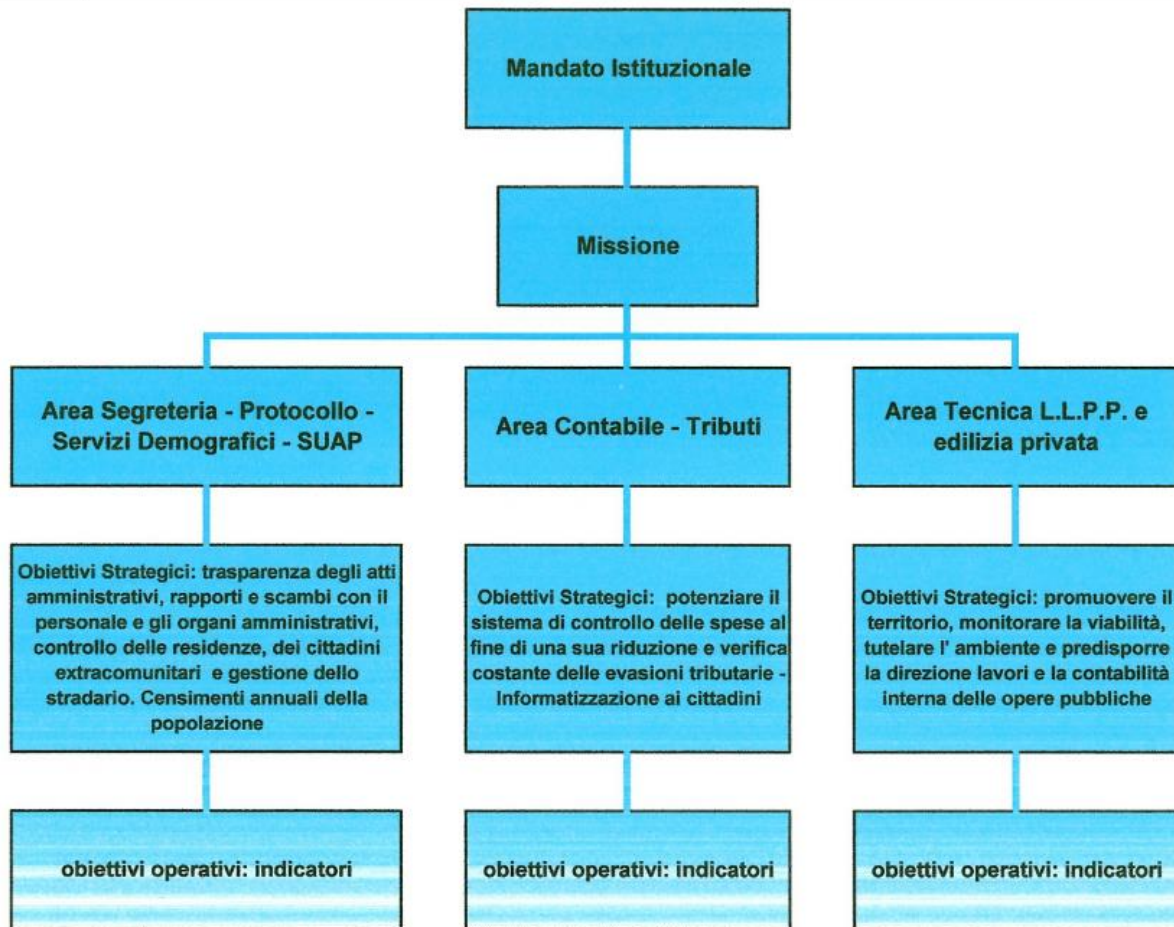 Mandato Istituzionale
Missione
Area Segreteria - Protocollo -
Servizi Demografici - SUAP
Area Contabile - Tributi
Area Tecnica L.L.P.P. e
edilizia privata
Obiettivi Strategici: trasparenza degli atti
amministrativi, rapporti e scambi con il
personale e gli organi amministrativi,
controllo delle residenze, dei cittadini
extracomunitari e gestione dello
stradario. Censimenti annuali della
popolazione
Obiettivi Strategici: potenziare il
sistema di controllo delle spese al
fine di una sua riduzione e verifica
costante delle evasioni tributarie -
Informatizzazione ai cittadini
Obiettivi Strategici: promuovere il
territorio, monitorare la viabilità,
tutelare l' ambiente e predisporre
la direzione lavori e la contabilità
interna delle opere pubbliche
obiettivi operativi: indicatori
obiettivi operativi: indicatori
obiettivi operativi: indicatori